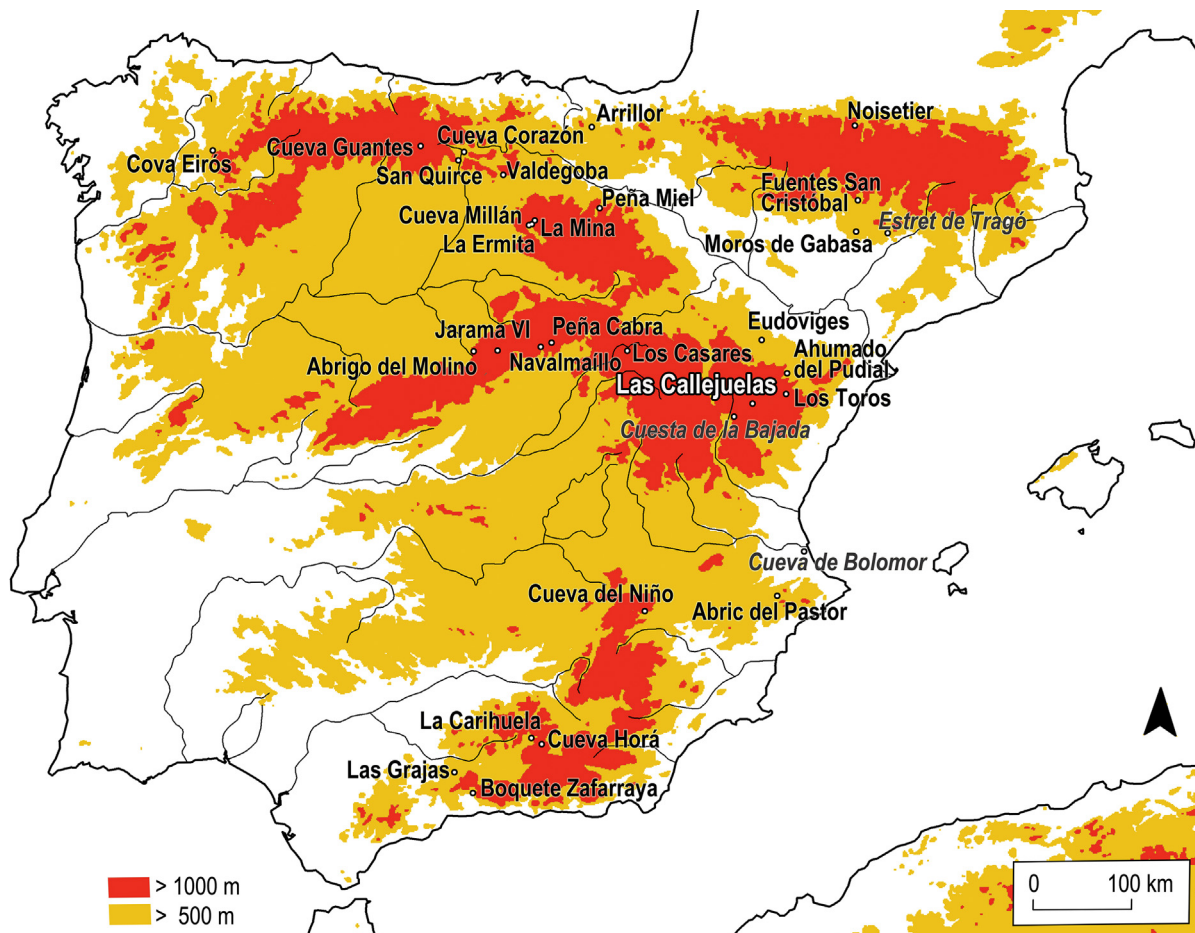 Arrillor
Noisetier
Cueva Corazón
Cueva Guantes
Cova Eirós
San Quirce
Valdegoba
Fuentes San
Cristóbal
Peña Miel
Cueva Millán
La Mina
Estret de Tragó
La Ermita
Moros de Gabasa
Eudoviges
Jarama VI
Peña Cabra
Ahumado
del Pudial
Abrigo del Molino
Navalmaíllo
Los Casares
Las Callejuelas
Los Toros
Cuesta de la Bajada
Cueva de Bolomor
Cueva del Niño
Abric del Pastor
La Carihuela
Cueva Horá
Las Grajas
Boquete Zafarraya
> 1000 m
> 500 m
0 100 km